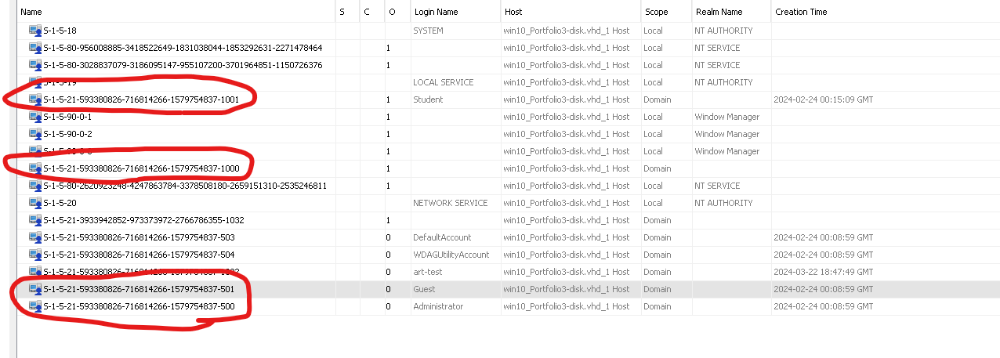 Name S C O Login Name Host Scope Realm Name Creation Time
S-1-5-18 SYSTEM win10_Portfolio3-disk.vhd_1 Host Local NT AUTHORITY
S-1-5-80-956008885-3418522649-1831038044-1853292631-2271478464 1 win10_Portfolio3-disk.vhd_1 Host Local NT SERVICE
S-1-5-80-3028837079-3186095147-955107200-3701964851-1150726376 1 win10_Portfolio3-disk.vhd_1 Host Local NT SERVICE
S-1-5-19 LOCAL SERVICE win10_Portfolio3-disk.vhd_1 Host Local NT AUTHORITY
S-1-5-21-593380826-716814266-1579754837-1001 1 Student win10_Portfolio3-disk.vhd_1 Host Domain 2024-02-24 00:15:09 GMT
S-1-5-90-0-1 1 win10_Portfolio3-disk.vhd_1 Host Local Window Manager
S-1-5-90-0-2 1 win10_Portfolio3-disk.vhd_1 Host Local Window Manager
1 win10_Portfolio3-disk.vhd_1 Host Local Window Manager
S-1-5-21-593380826-716814266-1579754837-1000 1 win10_Portfolio3-disk.vhd_1 Host Domain
S-1-5-80-2620923248-4247863784-3378508180-2659151310-2535246811 1 win10_Portfolio3-disk.vhd_1 Host Local NT SERVICE
S-1-5-20 NETWORK SERVICE win10_Portfolio3-disk.vhd_1 Host Local NT AUTHORITY
S-1-5-21-3933942852-973373972-2766786355-1032 1 win10_Portfolio3-disk.vhd_1 Host Domain
S-1-5-21-593380826-716814266-1579754837-503 0 DefaultAccount win10_Portfolio3-disk.vhd_1 Host Domain 2024-02-24 00:08:59 GMT
S-1-5-21-593380826-716814266-1579754837-504 0 WDAGUtilityAccount win10_Portfolio3-disk.vhd_1 Host Domain 2024-02-24 00:08:59 GMT
0 art-test win10_Portfolio3-disk.vhd_1 Host Domain 2024-03-22 18:47:49 GMT
S-1-5-21-593380826-716814266-1579754837-501 0 Guest win10_Portfolio3-disk.vhd_1 Host Domain 2024-02-24 00:08:59 GMT
S-1-5-21-593380826-716814266-1579754837-500 0 Administrator win10_Portfolio3-disk.vhd_1 Host Domain 2024-02-24 00:08:59 GMT